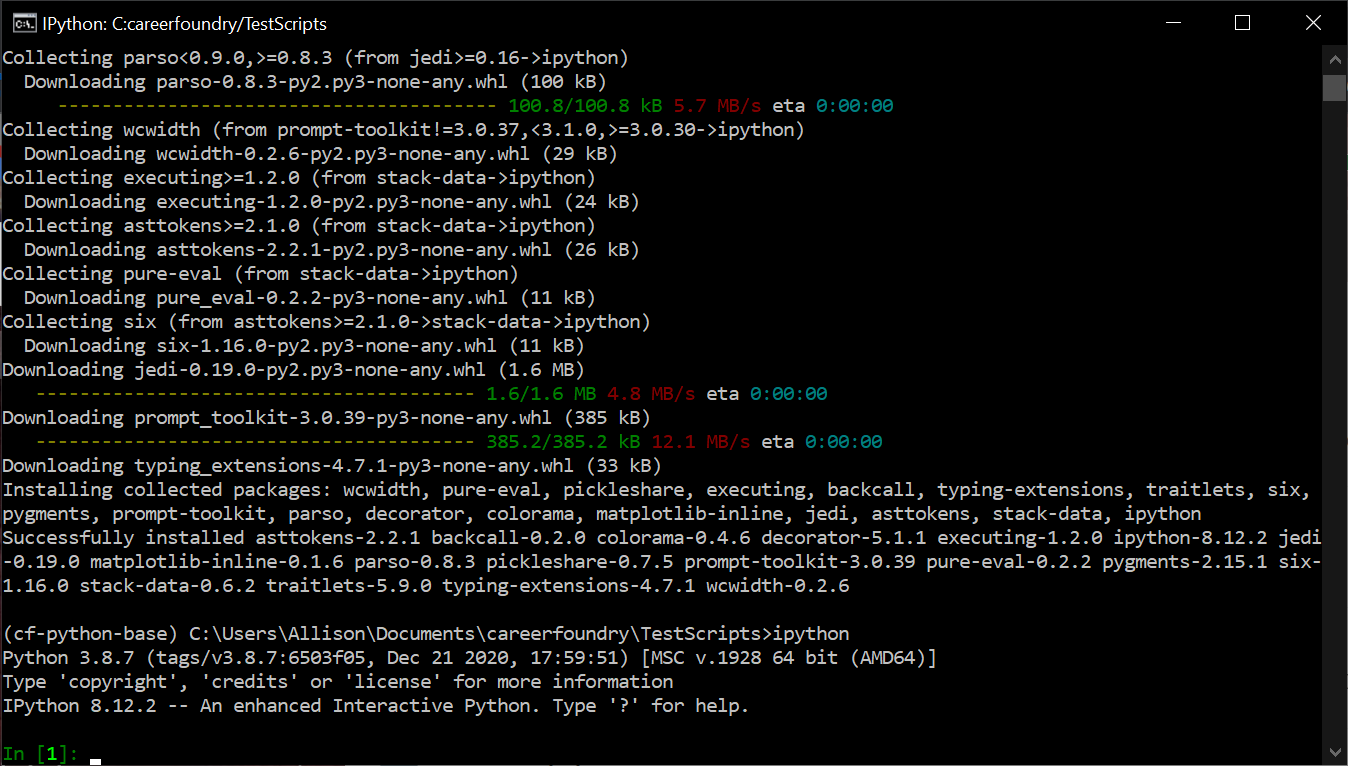 IPython: C:careerfoundry/TestScripts
Collecting parso<0.9.0,>=0.8.3 (from jedi>=0.16->ipython)
Downloading parso-0.8.3-py2.py3-none-any.whl (100 kB)
---------------------------------------- 100.8/100.8 kB 5.7 MB/s eta 0:00:00
Collecting wcwidth (from prompt-toolkit!=3.0.37,<3.1.0,>=3.0.30->ipython)
Downloading wcwidth-0.2.6-py2.py3-none-any.whl (29 kB)
Collecting executing>=1.2.0 (from stack-data->ipython)
Downloading executing-1.2.0-py2.py3-none-any.whl (24 kB)
Collecting asttokens>=2.1.0 (from stack-data->ipython)
Downloading asttokens-2.2.1-py2.py3-none-any.whl (26 kB)
Collecting pure-eval (from stack-data->ipython)
Downloading pure_eval-0.2.2-py3-none-any.whl (11 kB)
Collecting six (from asttokens>=2.1.0->stack-data->ipython)
Downloading six-1.16.0-py2.py3-none-any.whl (11 kB)
Downloading jedi-0.19.0-py2.py3-none-any.whl (1.6 MB)
---------------------------------------- 1.6/1.6 MB 4.8 MB/s eta 0:00:00
Downloading prompt_toolkit-3.0.39-py3-none-any.whl (385 kB)
---------------------------------------- 385.2/385.2 kB 12.1 MB/s eta 0:00:00
Downloading typing_extensions-4.7.1-py3-none-any.whl (33 kB)
Installing collected packages: wcwidth, pure-eval, pickleshare, executing, backcall, typing-extensions, traitlets, six,
pygments, prompt-toolkit, parso, decorator, colorama, matplotlib-inline, jedi, asttokens, stack-data, ipython
Successfully installed asttokens-2.2.1 backcall-0.2.0 colorama-0.4.6 decorator-5.1.1 executing-1.2.0 ipython-8.12.2 jedi
-0.19.0 matplotlib-inline-0.1.6 parso-0.8.3 pickleshare-0.7.5 prompt-toolkit-3.0.39 pure-eval-0.2.2 pygments-2.15.1 six-
1.16.0 stack-data-0.6.2 traitlets-5.9.0 typing-extensions-4.7.1 wcwidth-0.2.6
(cf-python-base) C:\Users\Allison\Documents\careerfoundry\TestScripts>ipython
Python 3.8.7 (tags/v3.8.7:6503f05, Dec 21 2020, 17:59:51) [MSC v.1928 64 bit (AMD64)]
Type 'copyright', 'credits' or 'license' for more information
IPython 8.12.2 -- An enhanced Interactive Python. Type '?' for help.
In [1]: